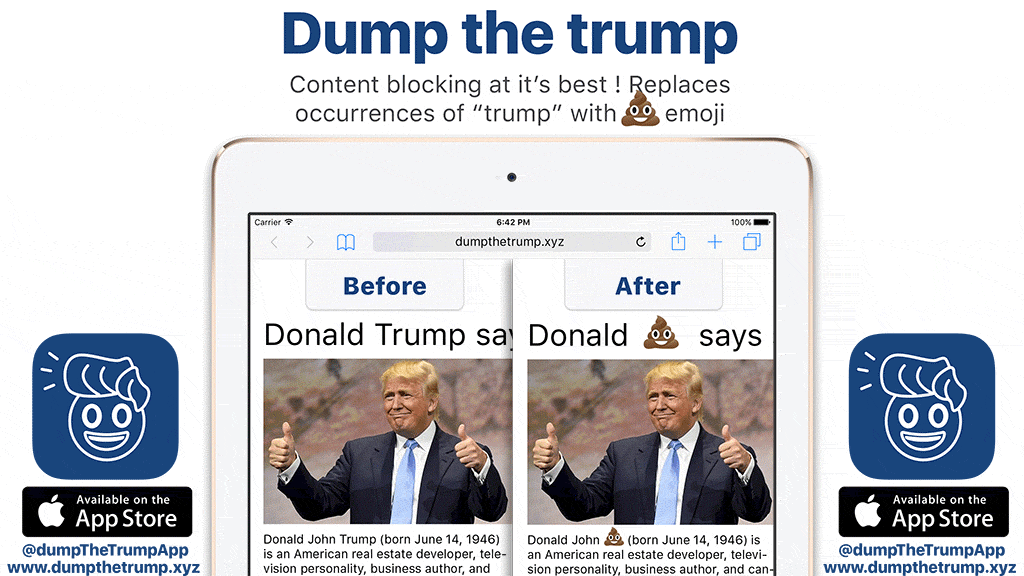 Dump the trump
Content blocking at it’s best ! Replaces
occurrences of “trump” with 💩 emoji
Carrier
6:42 PM
100%
dumpthetrump.xyz
Before
After
Donald Trump say
Donald 💩 says
Donald John Trump (born June 14, 1946)
is an American real estate developer, tele-
vision personality, business author, and
Donald John 💩 (born June 14, 1946)
is an American real estate developer, televi-
sion personality, business author, and can-
Available on the
App Store
@dumpTheTrumpApp
www.dumpthetrump.xyz
Available on the
App Store
@dumpTheTrumpApp
www.dumpthetrump.xyz